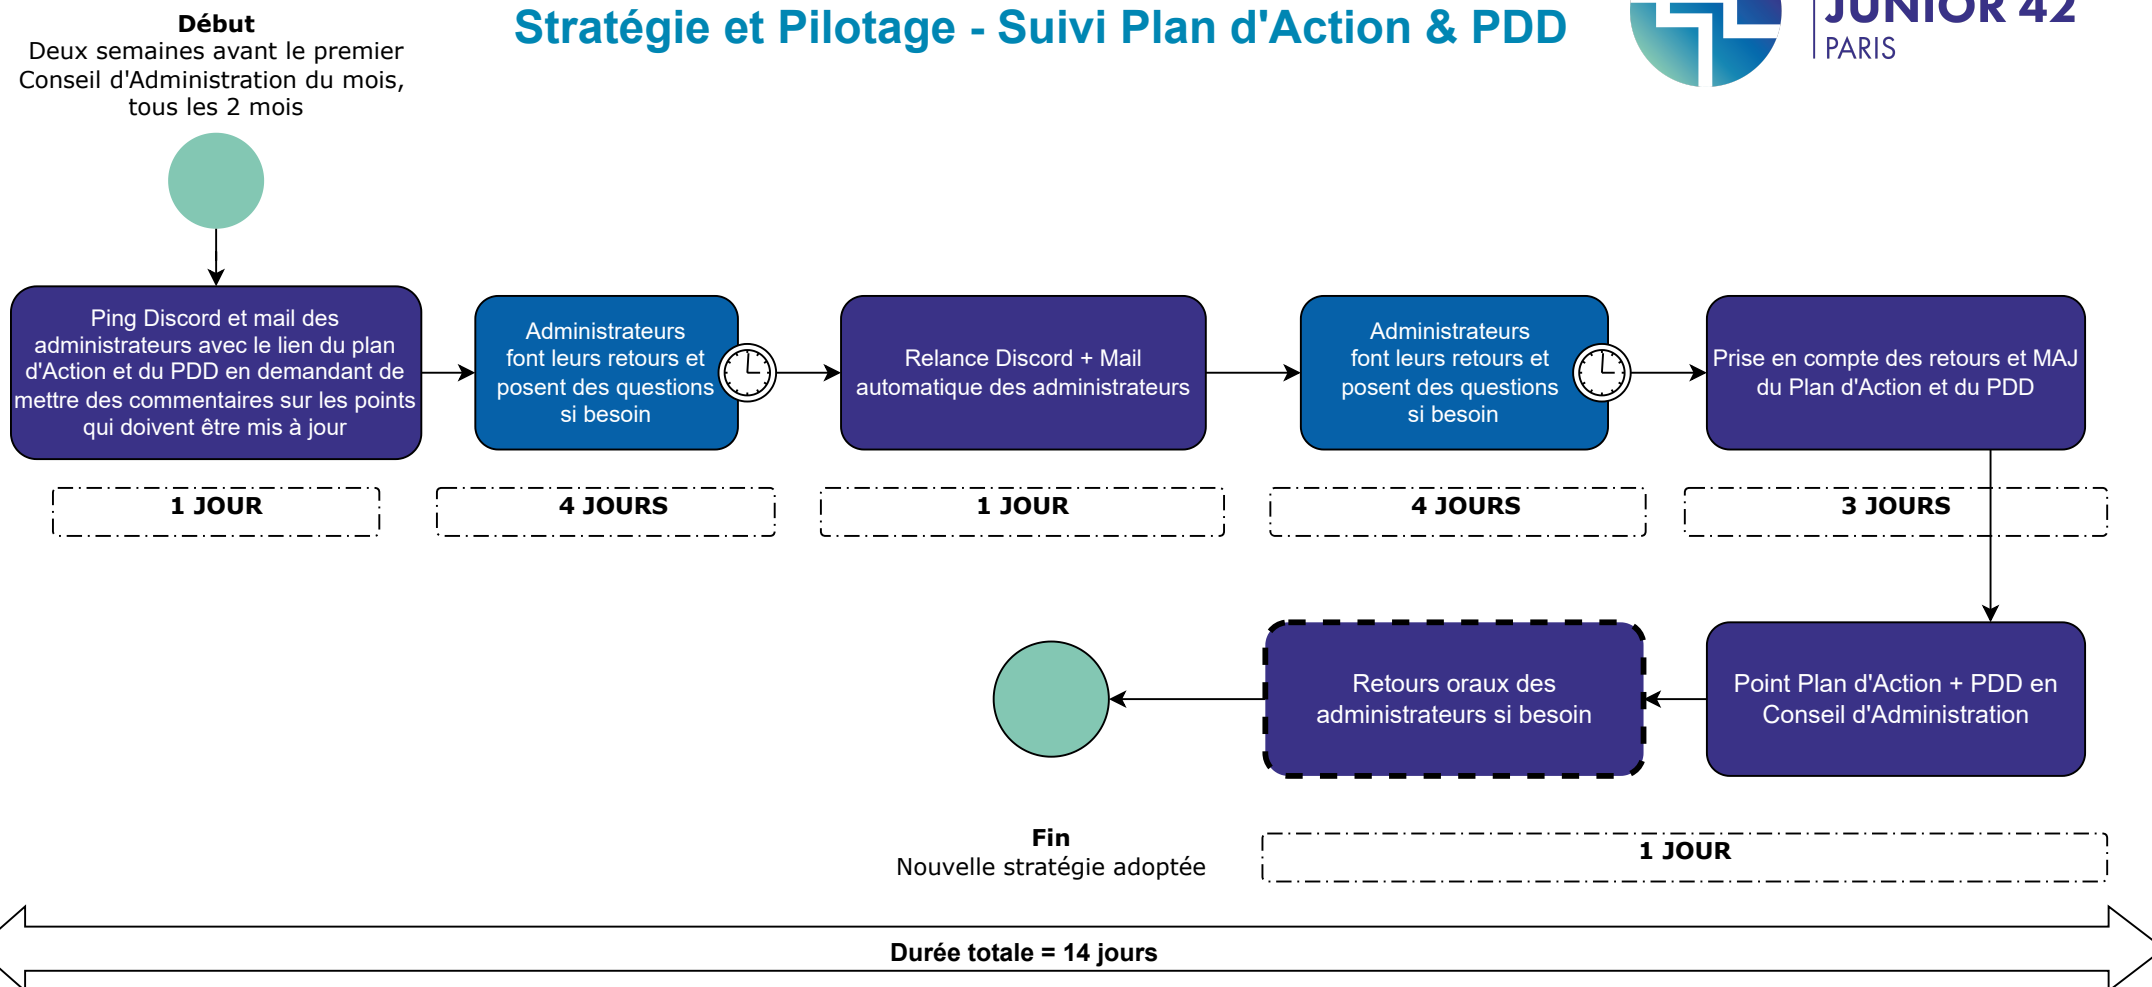 Stratégie et Pilotage - Suivi Plan d'Action & PDD
JUNIOR 42
PARIS
Début
Deux semaines avant le premier
Conseil d'Administration du mois,
tous les 2 mois
Ping Discord et mail des
administrateurs avec le lien du plan
d'Action et du PDD en demandant de
mettre des commentaires sur les points
qui doivent être mis à jour
Administrateurs
font leurs retours et
posent des questions
si besoin
Relance Discord + Mail
automatique des administrateurs
Administrateurs
font leurs retours et
posent des questions
si besoin
Prise en compte des retours et MAJ
du Plan d'Action et du PDD
1 JOUR
4 JOURS
1 JOUR
4 JOURS
3 JOURS
Retours oraux des
administrateurs si besoin
Point Plan d'Action + PDD en
Conseil d'Administration
Fin
Nouvelle stratégie adoptée
1 JOUR
Durée totale = 14 jours